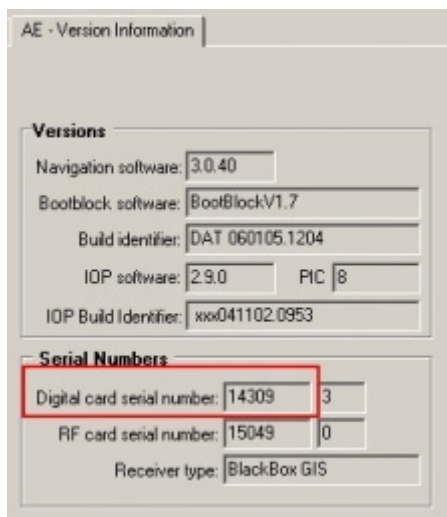 AE - Version Information
Versions
Navigation software: 3.0.40
Bootblock software: BootBlockV1.7
Build identifier: DAT 060105.1204
IOP software: 2.9.0 PIC 8
IOP Build Identifier: xxx041102.0953
Serial Numbers
Digital card serial number: 14309 3
RF card serial number: 15049 0
Receiver type: BlackBox GIS